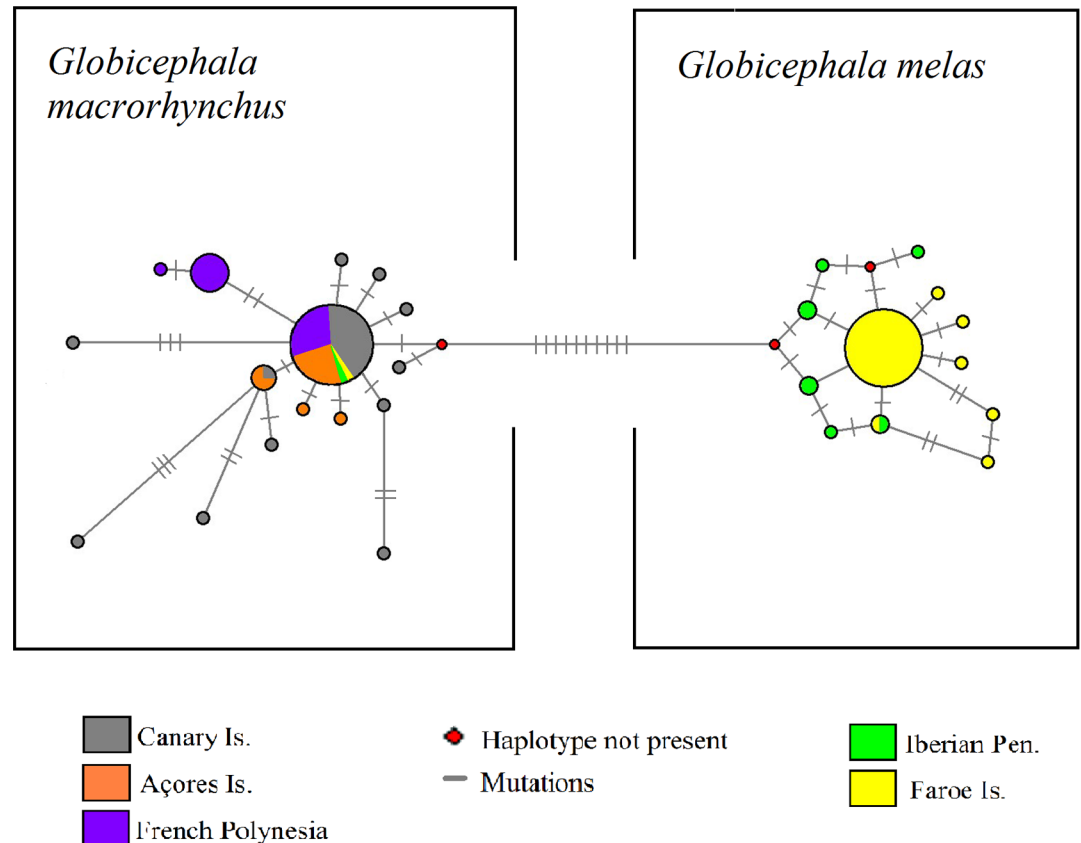 Globicephala
macrorhynchus
Globicephala melas
Canary Is.
Açores Is.
French Polynesia
Haplotype not present
Mutations
Iberian Pen.
Faroe Is.